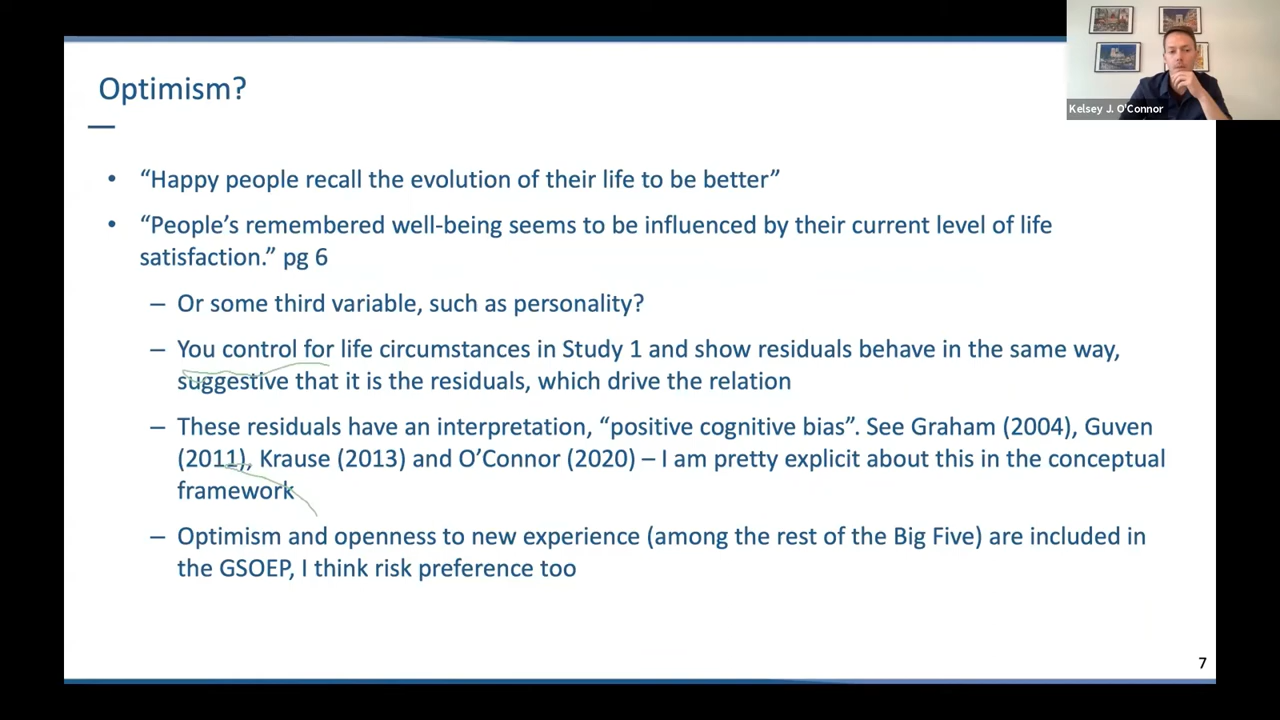 Optimism?
Kelsey J. O'Connor
• “Happy people recall the evolution of their life to be better”
• “People’s remembered well-being seems to be influenced by their current level of life
satisfaction.” pg 6
– Or some third variable, such as personality?
– You control for life circumstances in Study 1 and show residuals behave in the same way,
suggestive that it is the residuals, which drive the relation
– These residuals have an interpretation, “positive cognitive bias”. See Graham (2004), Guven
(2011), Krause (2013) and O’Connor (2020) – I am pretty explicit about this in the conceptual
framework
– Optimism and openness to new experience (among the rest of the Big Five) are included in
the GSOEP, I think risk preference too
7